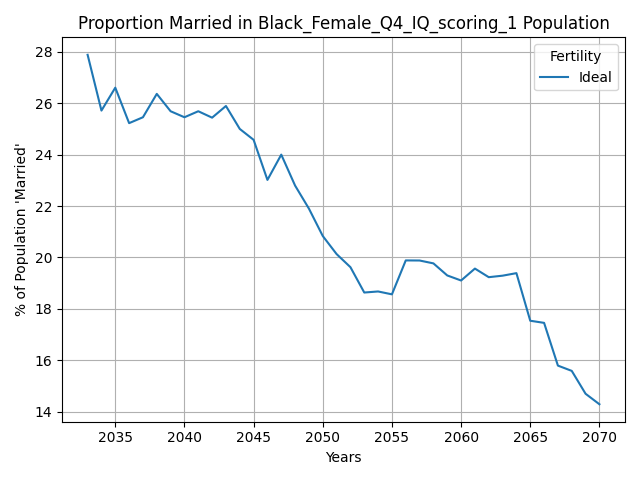 Proportion Married in Black_Female_Q4_IQ_scoring_1 Population
Fertility
Ideal
% of Population 'Married'
28
26
24
22
20
18
16
14
2035 2040 2045 2050 2055 2060 2065 2070
Years